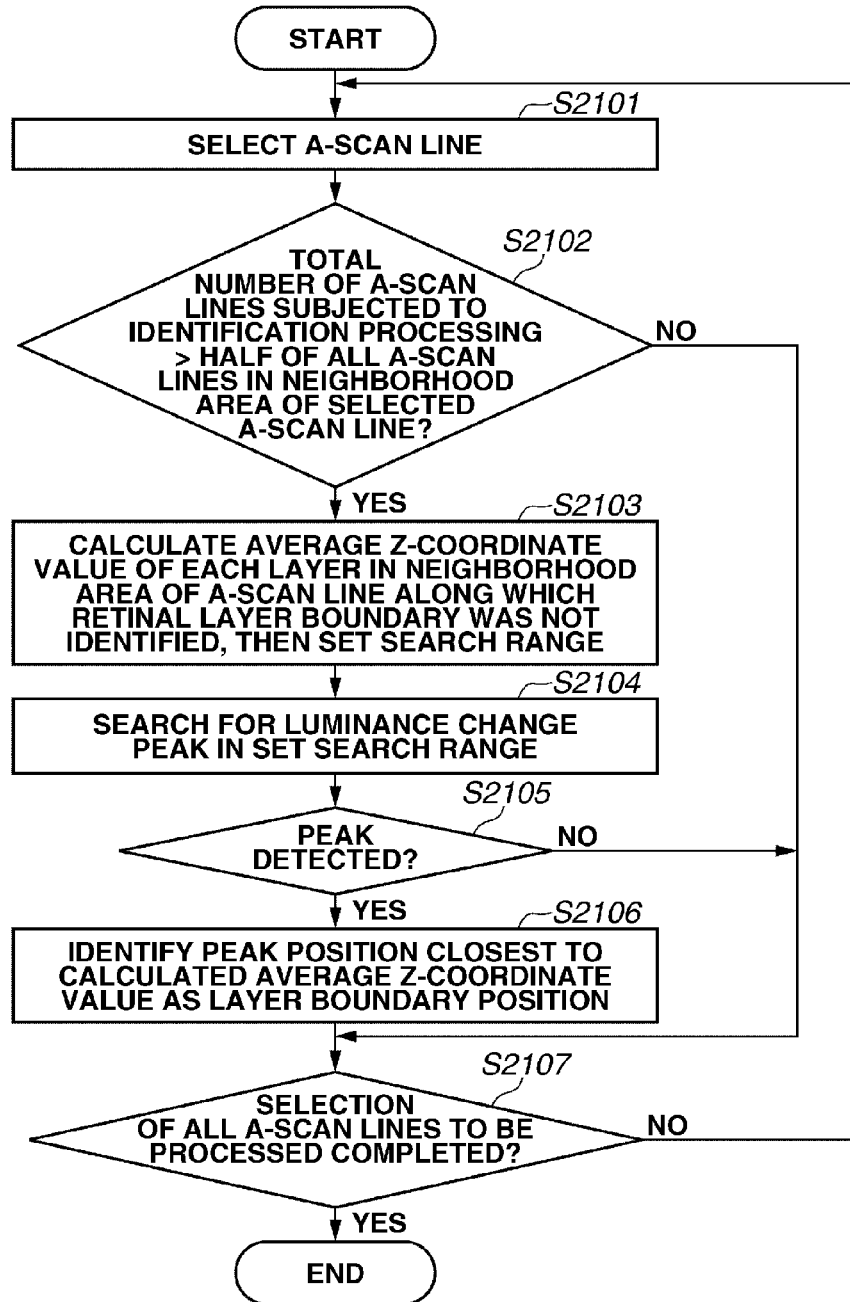 START
S2101
SELECT A-SCAN LINE
S2102
TOTAL
NUMBER OF A-SCAN
LINES SUBJECTED TO
IDENTIFICATION PROCESSING
> HALF OF ALL A-SCAN
LINES IN NEIGHBORHOOD
AREA OF SELECTED
A-SCAN LINE?
NO
YES
S2103
CALCULATE AVERAGE Z-COORDINATE
VALUE OF EACH LAYER IN NEIGHBORHOOD
AREA OF A-SCAN LINE ALONG WHICH
RETINAL LAYER BOUNDARY WAS NOT
IDENTIFIED, THEN SET SEARCH RANGE
S2104
SEARCH FOR LUMINANCE CHANGE
PEAK IN SET SEARCH RANGE
S2105
PEAK
DETECTED?
NO
YES
S2106
IDENTIFY PEAK POSITION CLOSEST TO
CALCULATED AVERAGE Z-COORDINATE
VALUE AS LAYER BOUNDARY POSITION
S2107
SELECTION
OF ALL A-SCAN LINES TO BE
PROCESSED COMPLETED?
NO
YES
END